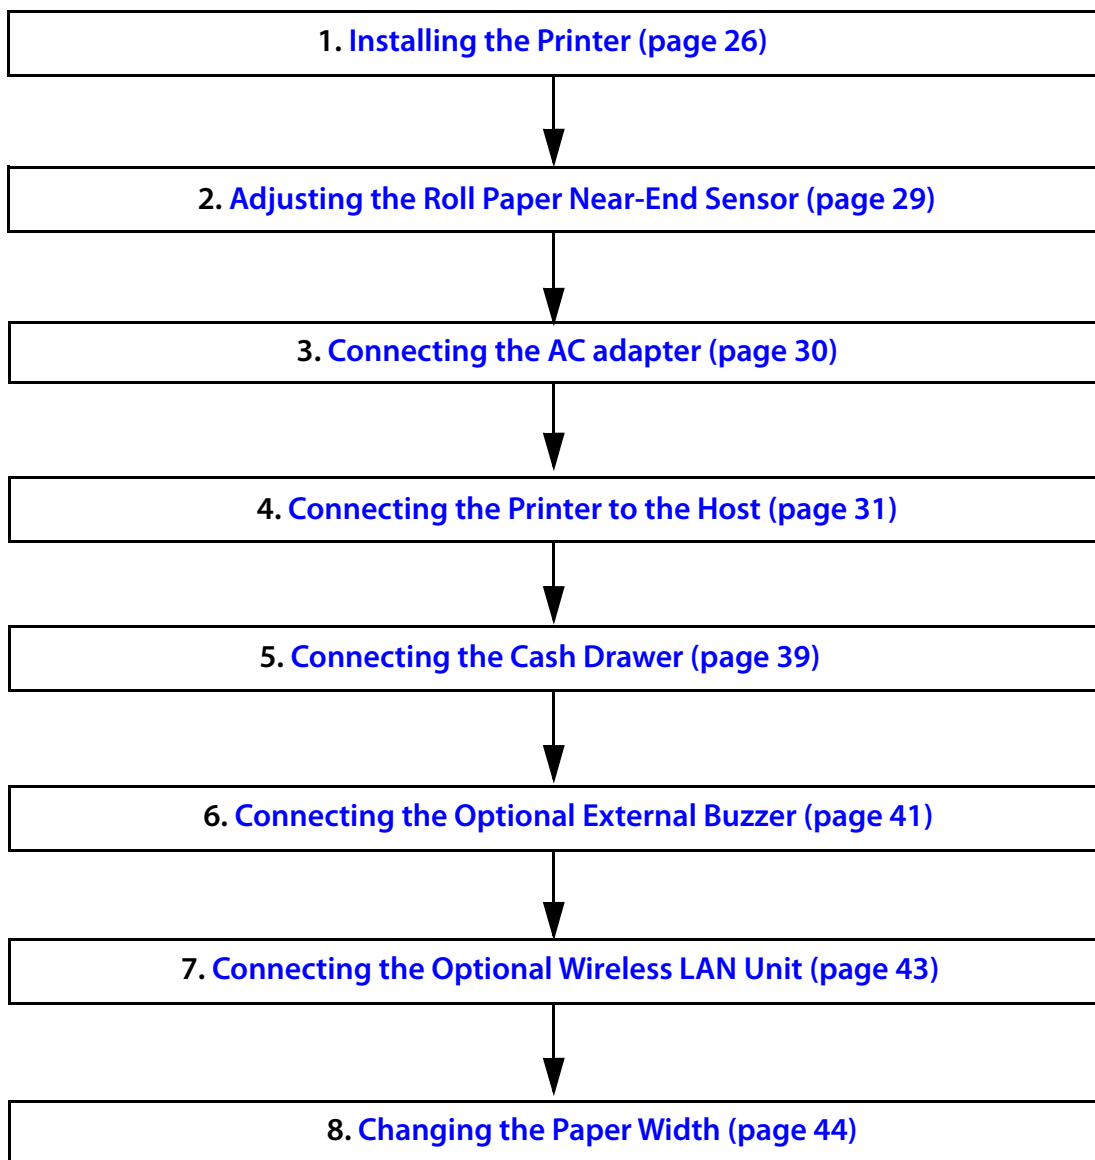 1. Installing the Printer (page 26)
2. Adjusting the Roll Paper Near-End Sensor (page 29)
3. Connecting the AC adapter (page 30)
4. Connecting the Printer to the Host (page 31)
5. Connecting the Cash Drawer (page 39)
6. Connecting the Optional External Buzzer (page 41)
7. Connecting the Optional Wireless LAN Unit (page 43)
8. Changing the Paper Width (page 44)